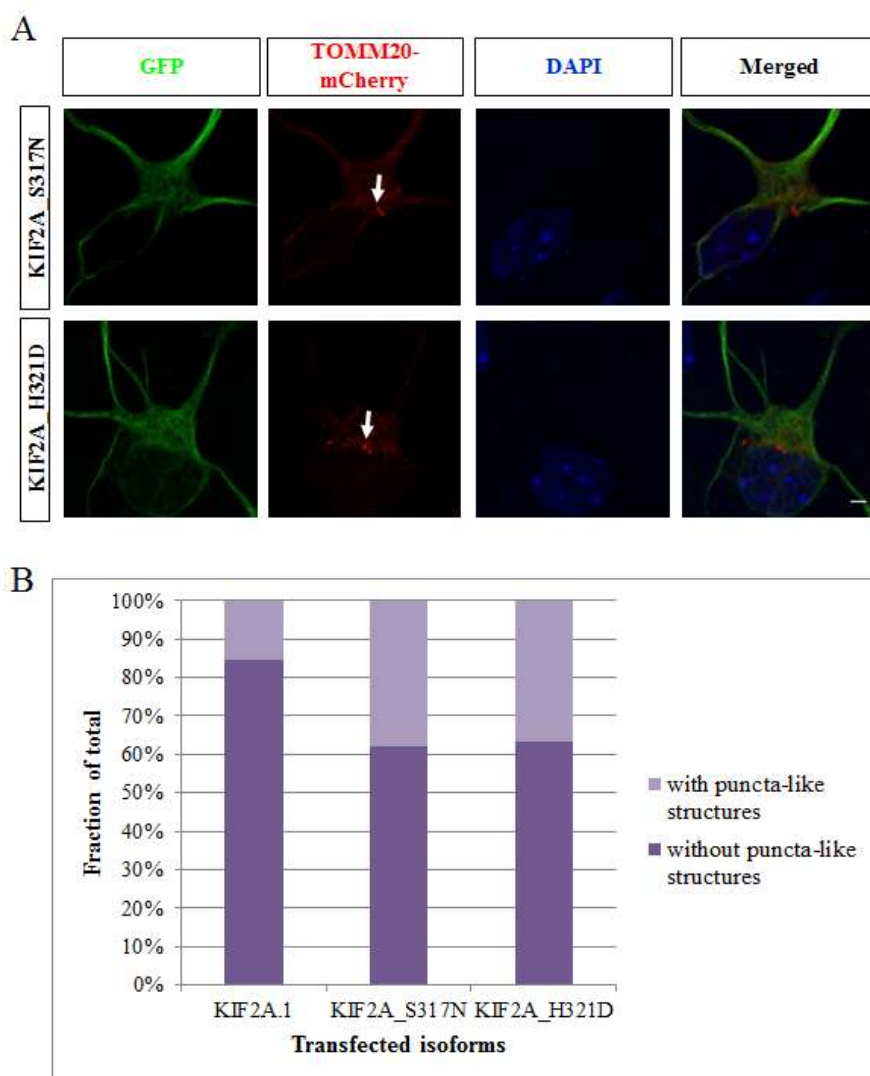 A
GFP
TOMM20-
mCherry
DAPI
Merged
KIF2A_S317N
KIF2A_H321D
B
100%
90%
80%
70%
60%
50%
40%
30%
20%
10%
0%
Fraction of total
KIF2A.1
KIF2A_S317N
KIF2A_H321D
Transfected isoforms
with puncta-like
structures
without puncta-like
structures